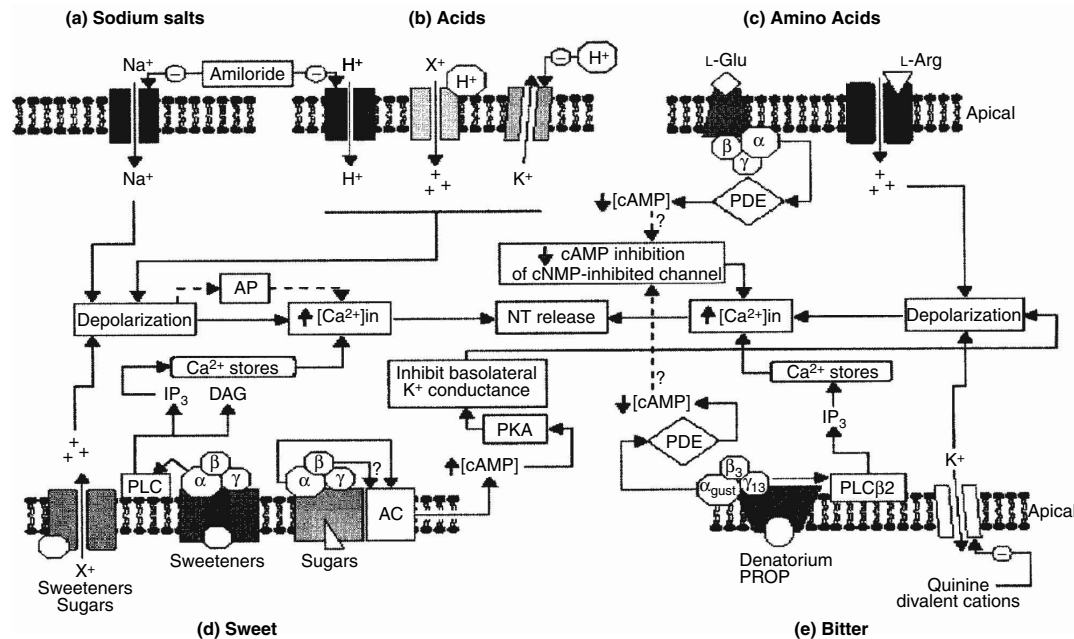 (a) Sodium salts
(b) Acids
(c) Amino Acids
Na⁺
−
Amiloride
−
H⁺
X⁺
H⁺
−
H⁺
L-Glu
L-Arg
Apical
Na⁺
H⁺
+ + +
K⁺
β
γ
α
+ + +
PDE
[cAMP]
?
cAMP inhibition
of cNMP-inhibited channel
AP
Depolarization
[Ca²⁺]in
NT release
[Ca²⁺]in
Depolarization
Ca²⁺ stores
IP₃
DAG
Inhibit basolateral
K⁺ conductance
PKA
[cAMP]
?
[cAMP]
PDE
Ca²⁺ stores
IP₃
+ + +
PLC
α
β
γ
α
β
γ
?
AC
α gust
β₃
γ₁₃
PLCβ2
K⁺
Apical
X⁺
Sweeteners
Sugars
Sweeteners
Sugars
Denatorium
PROP
−
Quinine
divalent cations
(d) Sweet
(e) Bitter